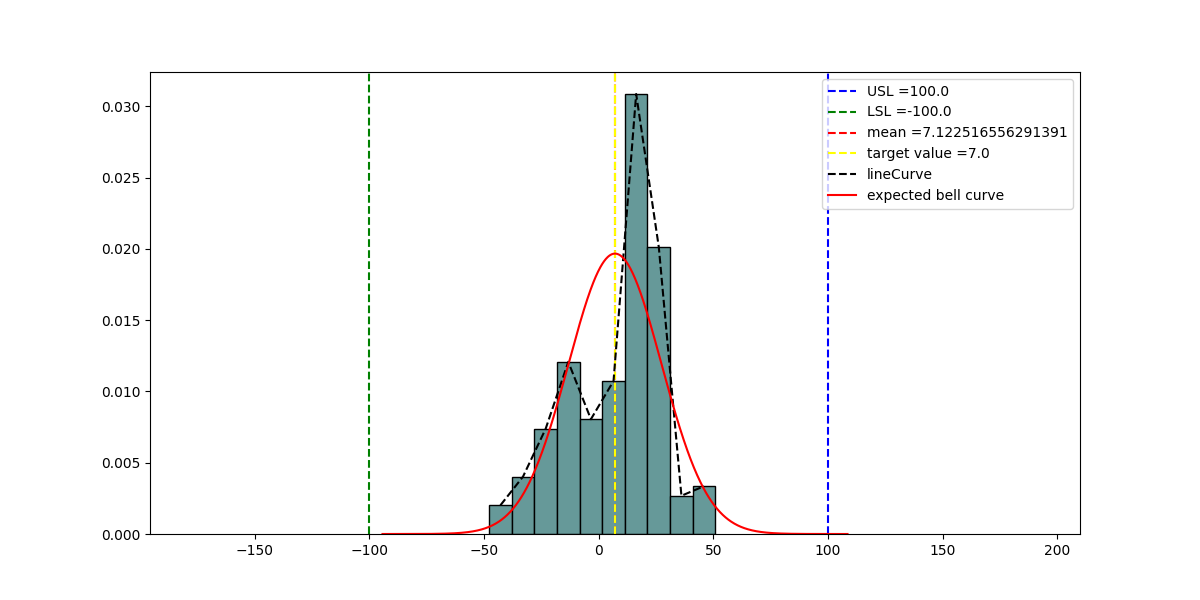 USL =100.0
LSL =-100.0
mean =7.122516556291391
target value =7.0
lineCurve
expected bell curve
0.030
0.025
0.020
0.015
0.010
0.005
0.000
−150
−100
−50
0
50
100
150
200